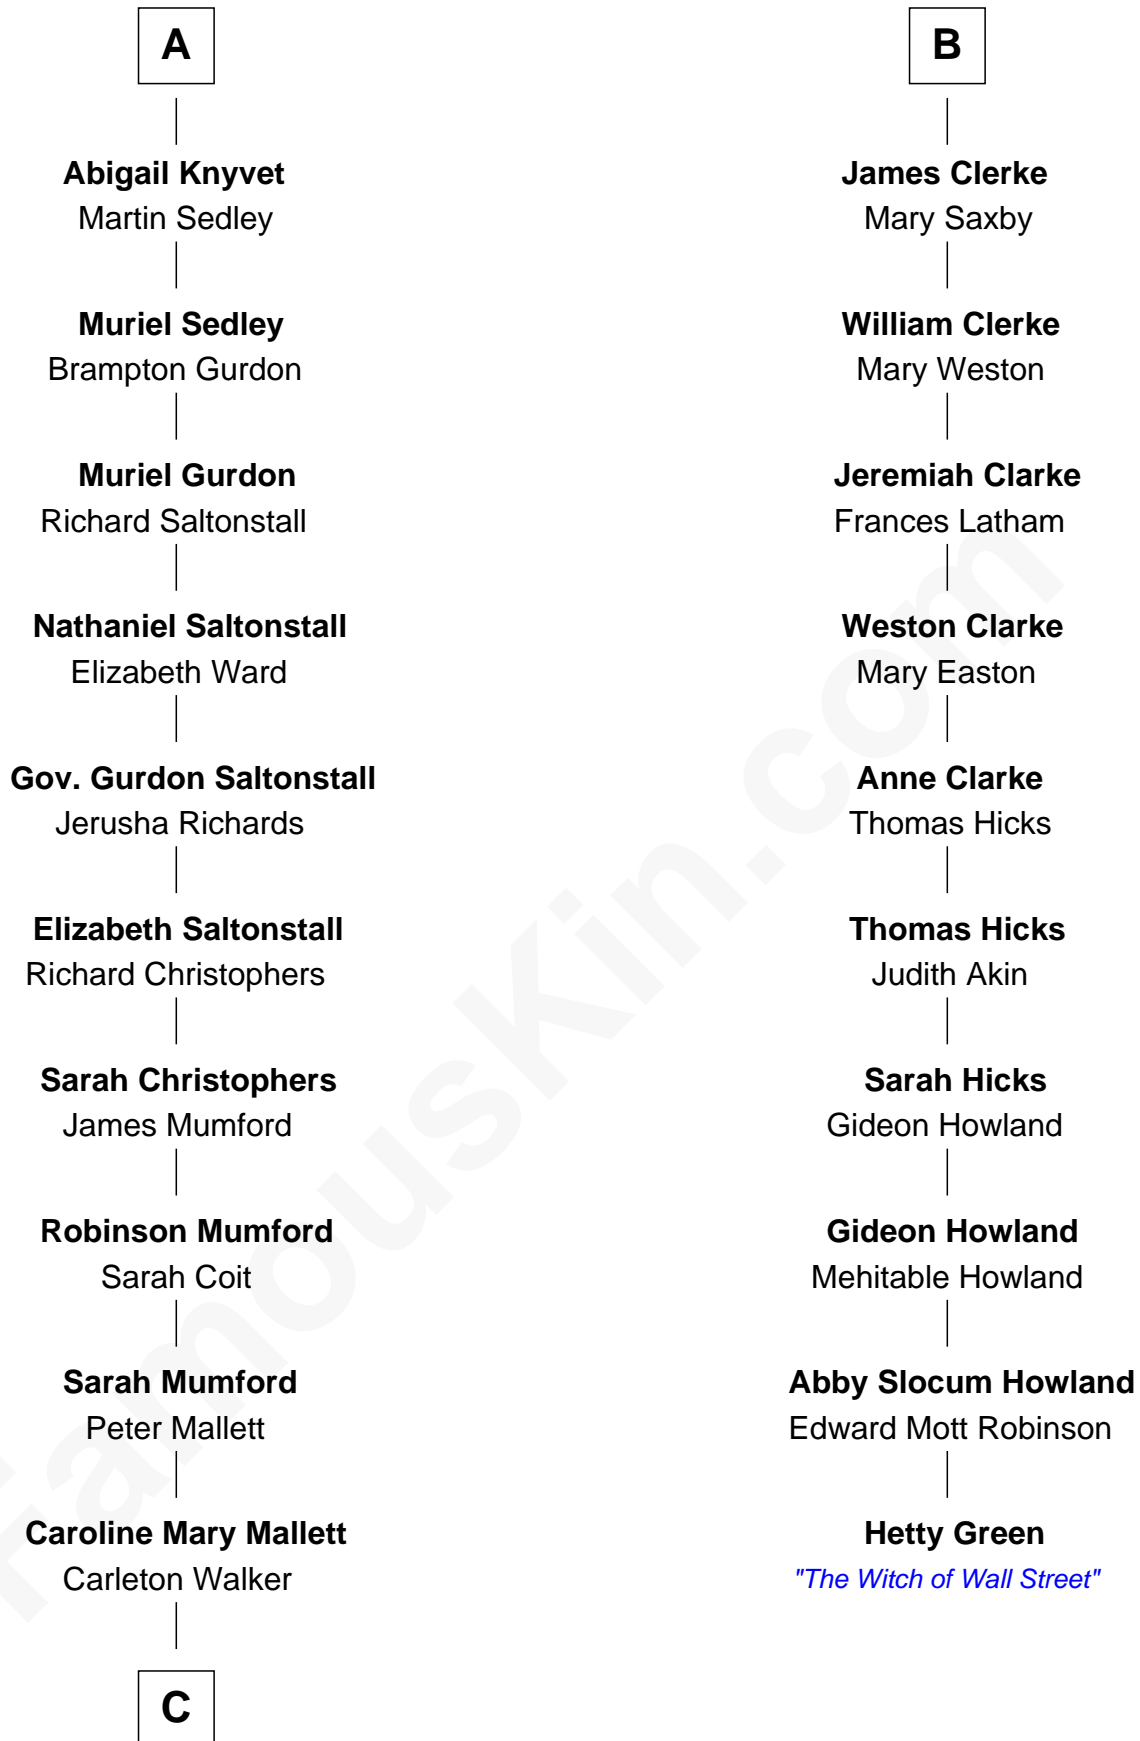 A
Abigail Knyvet
Martin Sedley
Muriel Sedley
Brampton Gurdon
Muriel Gurdon
Richard Saltonstall
Nathaniel Saltonstall
Elizabeth Ward
Gov. Gurdon Saltonstall
Jerusha Richards
Elizabeth Saltonstall
Richard Christophers
Sarah Christophers
James Mumford
Robinson Mumford
Sarah Coit
Sarah Mumford
Peter Mallett
Caroline Mary Mallett
Carleton Walker
C
B
James Clerke
Mary Saxby
William Clerke
Mary Weston
Jeremiah Clarke
Frances Latham
Weston Clarke
Mary Easton
Anne Clarke
Thomas Hicks
Thomas Hicks
Judith Akin
Sarah Hicks
Gideon Howland
Gideon Howland
Mehitable Howland
Abby Slocum Howland
Edward Mott Robinson
Hetty Green
"The Witch of Wall Street"
FamousKin.com